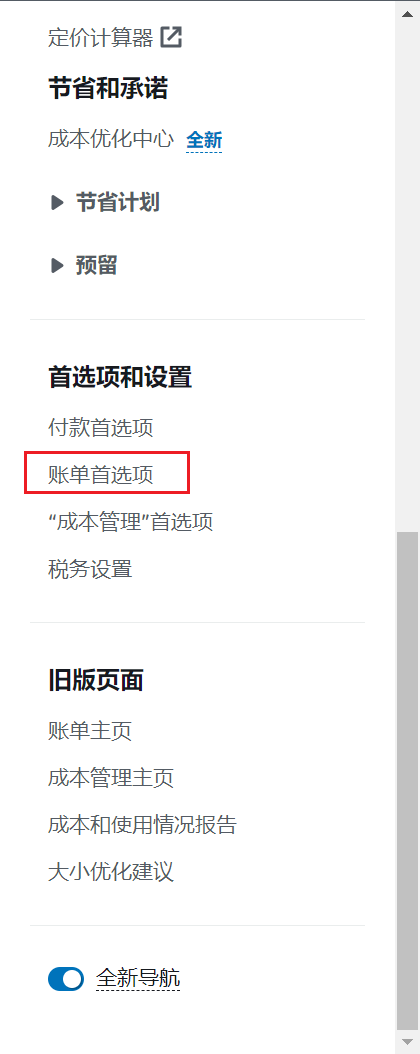 定价计算器
节省和承诺
成本优化中心 全新
节省计划
预留
首选项和设置
付款首选项
账单首选项
“成本管理”首选项
税务设置
旧版页面
账单主页
成本管理主页
成本和使用情况报告
大小优化建议
全新导航